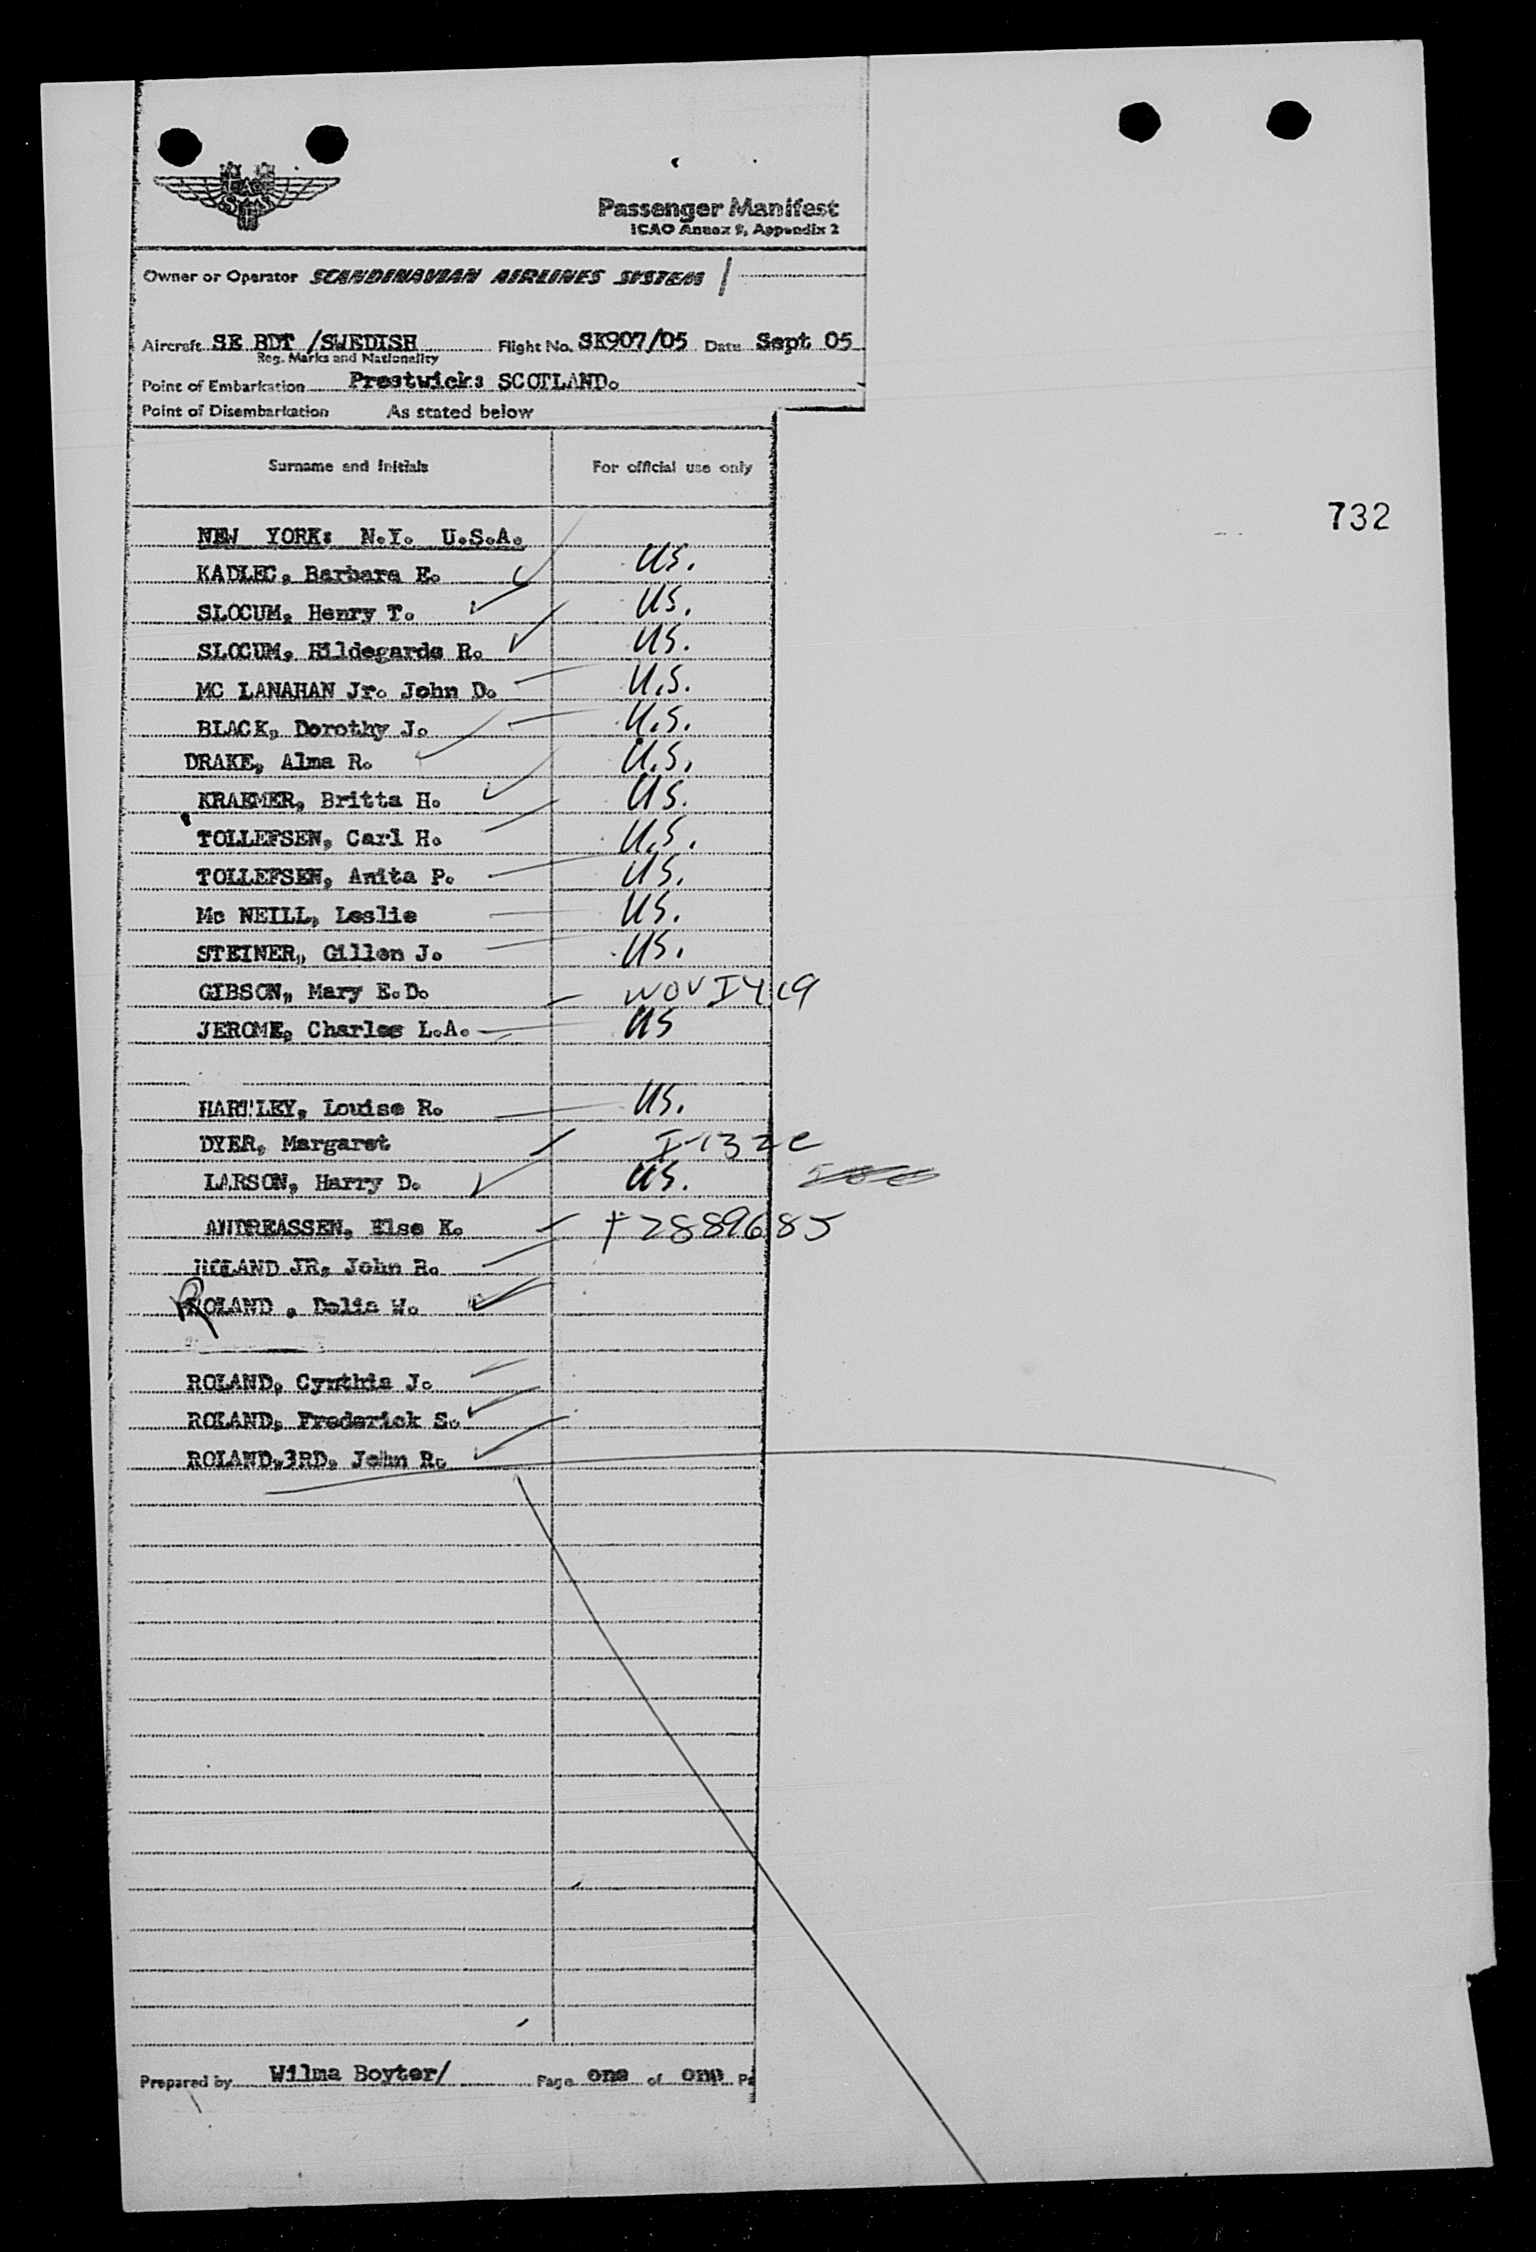 SAS
Passenger Manifest
ICAO Annex 9, Appendix 2
Owner or Operator SCANDINAVIAN AIRLINES SYSTEM
Aircraft SE BDT /SWEDISH Flight No. SK907/05 Date Sept 05
Reg. Marks and Nationality
Point of Embarkation Prestwick: SCOTLAND.
Point of Disembarkation As stated below
Surname and Initials For official use only
732
NEW YORK: N.Y. U.S.A.
KADLEC, Barbara E. US.
SLOCUM, Henry T. US.
SLOCUM, Hildegarde R. US.
MC LANAHAN Jr. John D. U.S.
BLACK, Dorothy J. U.S.
DRAKE, Alma R. U.S.
KRAEMER, Britta H. US.
TOLLEFSEN, Carl H. U.S.
TOLLEFSEN, Anita P. US.
Mc NEILL, Leslie US.
STEINER, Gillen J. US.
GIBSON, Mary E.D.
JEROME, Charles L.A. US
HARTLEY, Louise R. US.
DYER, Margaret I-132c
LARSON, Harry D. US.
ANDREASSEN, Else K. 2889685
ROLAND JR, John R.
ROLAND , Delia W.
ROLAND, Cynthia J.
ROLAND, Frederick S.
ROLAND,3RD, John R.
Prepared by Wilma Boyter/ Page one of one Pa